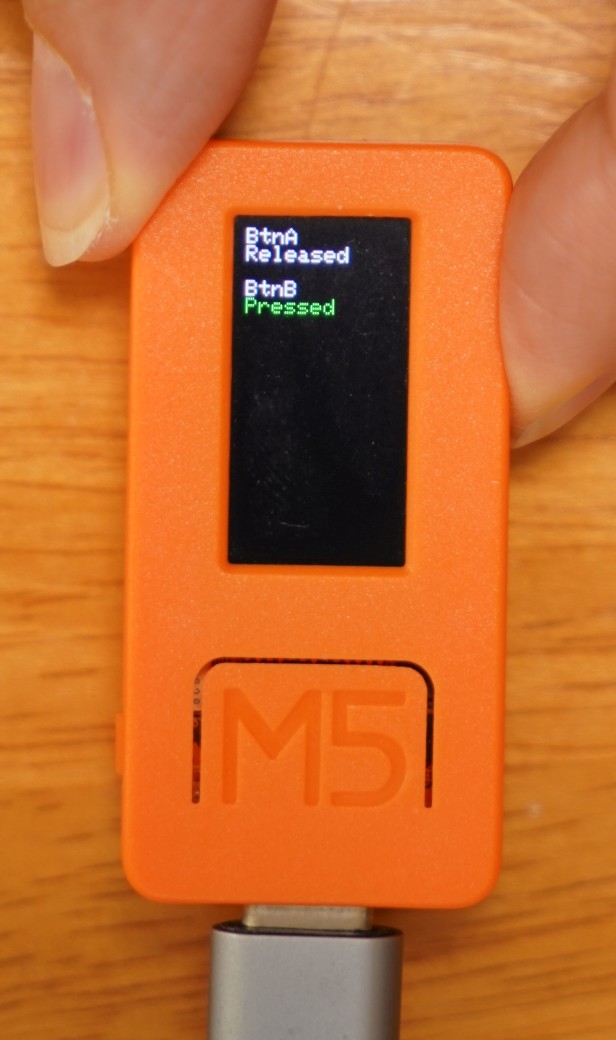 BtnA
Released
BtnB
Pressed
M5